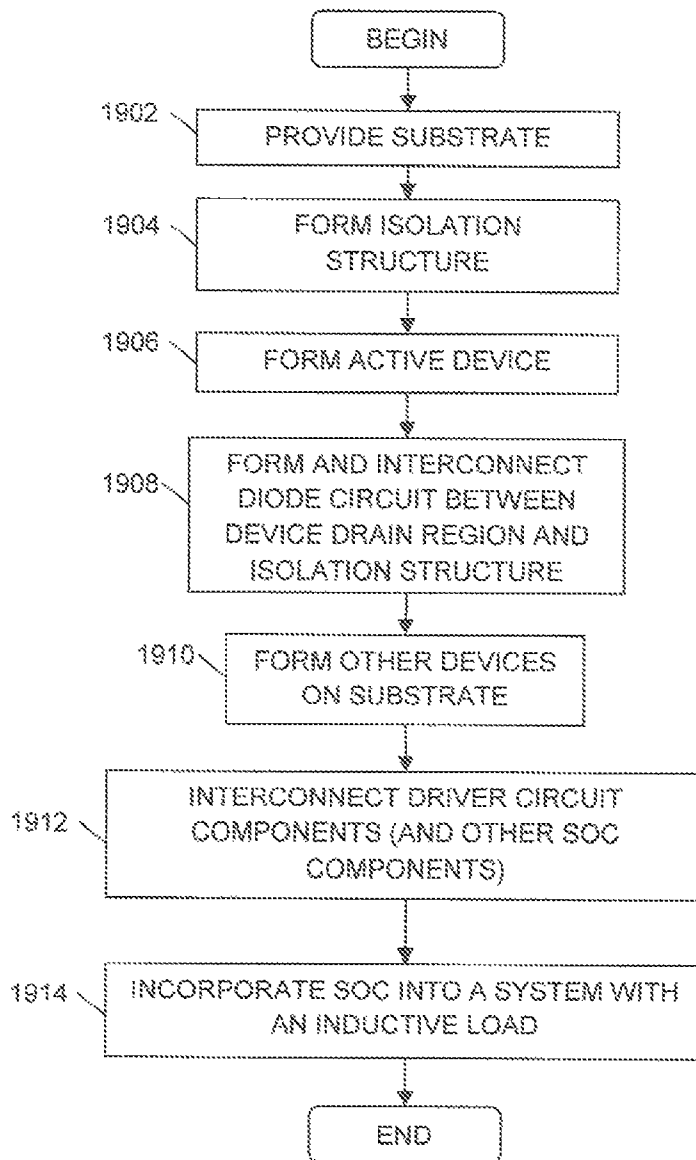 BEGIN
1902
PROVIDE SUBSTRATE
1904
FORM ISOLATION
STRUCTURE
1906
FORM ACTIVE DEVICE
1908
FORM AND INTERCONNECT
DIODE CIRCUIT BETWEEN
DEVICE DRAIN REGION AND
ISOLATION STRUCTURE
1910
FORM OTHER DEVICES
ON SUBSTRATE
1912
INTERCONNECT DRIVER CIRCUIT
COMPONENTS (AND OTHER SOC
COMPONENTS)
1914
INCORPORATE SOC INTO A SYSTEM WITH
AN INDUCTIVE LOAD
END